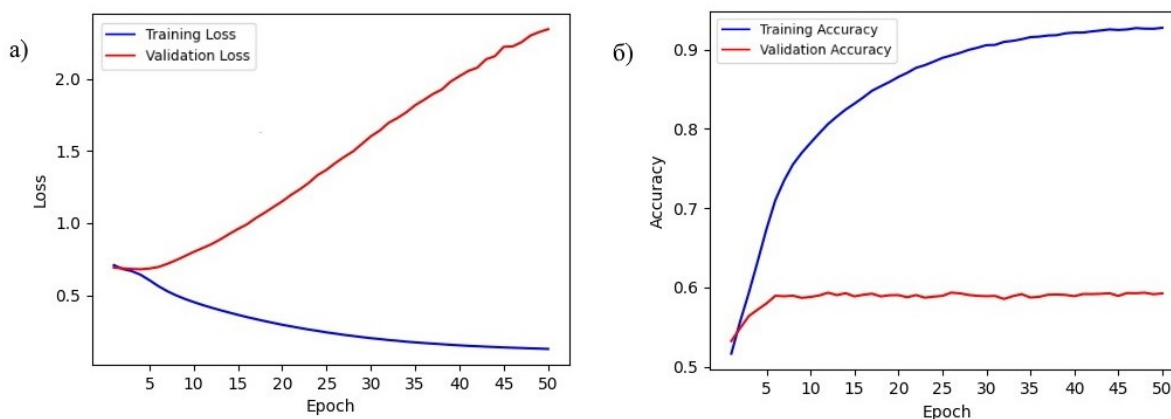 а)
Training Loss
Validation Loss
2.0
1.5
1.0
0.5
Loss
5 10 15 20 25 30 35 40 45 50
Epoch
б)
Training Accuracy
Validation Accuracy
0.9
0.8
0.7
0.6
0.5
Accuracy
5 10 15 20 25 30 35 40 45 50
Epoch